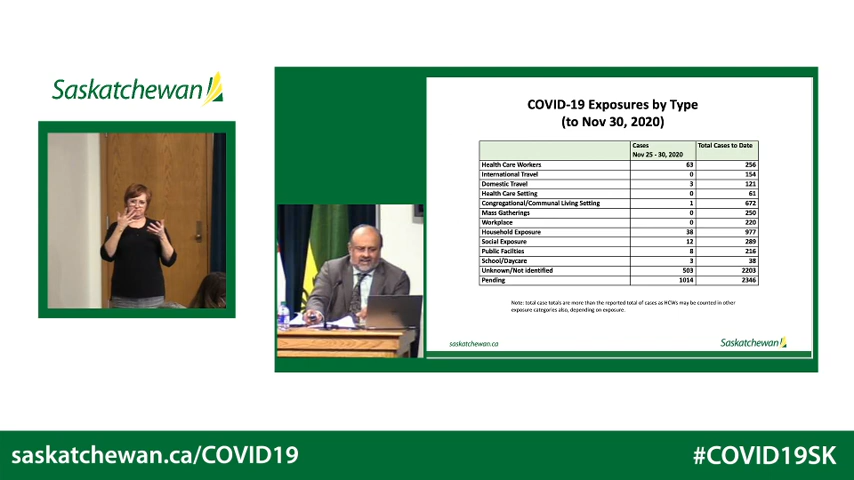 Saskatchewan
COVID-19 Exposures by Type
(to Nov 30, 2020)
Cases
Nov 25 - 30, 2020
Total Cases to Date
Health Care Workers 63 256
International Travel 0 154
Domestic Travel 3 121
Health Care Setting 0 61
Congregational/Communal Living Setting 1 672
Mass Gatherings 0 250
Workplace 0 220
Household Exposure 38 977
Social Exposure 12 289
Public Facilties 8 216
School/Daycare 3 38
Unknown/Not identified 503 2203
Pending 1014 2346
Note: total case totals are more than the reported total of cases as HCWs may be counted in other
exposure categories also, depending on exposure.
saskatchewan.ca
Saskatchewan
saskatchewan.ca/COVID19
#COVID19SK